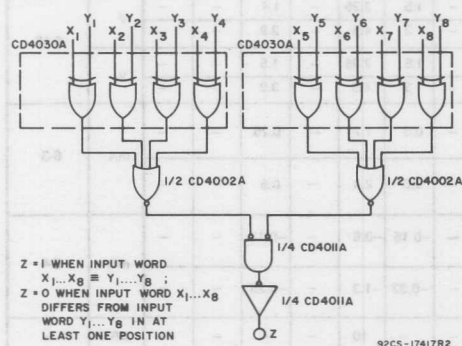 X1 Y1 X2 Y2 X3 Y3 X4 Y4 X5 Y5 X6 Y6 X7 Y7 X8 Y8
CD4030A CD4030A
1/2 CD4002A 1/2 CD4002A
1/4 CD4011A
Z = 1 WHEN INPUT WORD
X1...X8 ≡ Y1....Y8 ;
Z = 0 WHEN INPUT WORD X1...X8
DIFFERS FROM INPUT
WORD Y1...Y8 IN AT
LEAST ONE POSITION
1/4 CD4011A
Z
92CS-17417R2